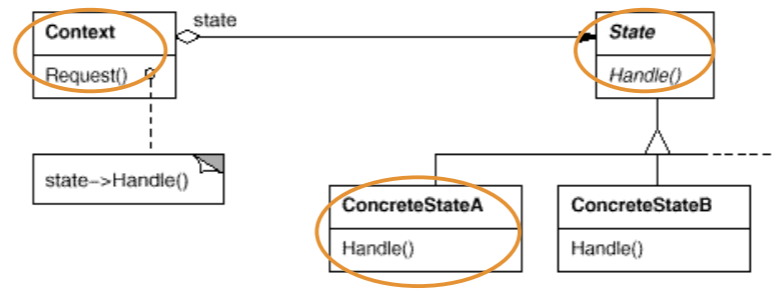 Context
Request()
state
State
Handle()
state->Handle()
ConcreteStateA
Handle()
ConcreteStateB
Handle()